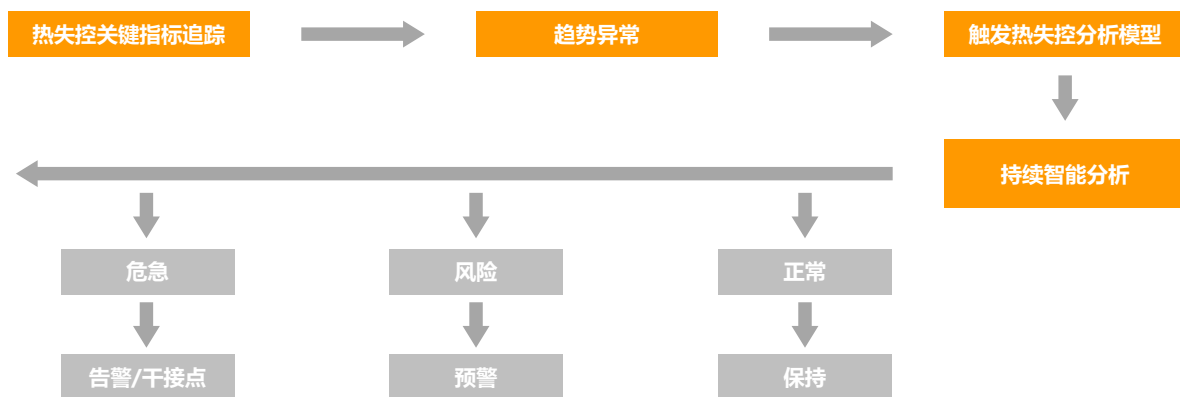 热失控关键指标追踪
趋势异常
触发热失控分析模型
持续智能分析
危急
风险
正常
告警/干接点
预警
保持